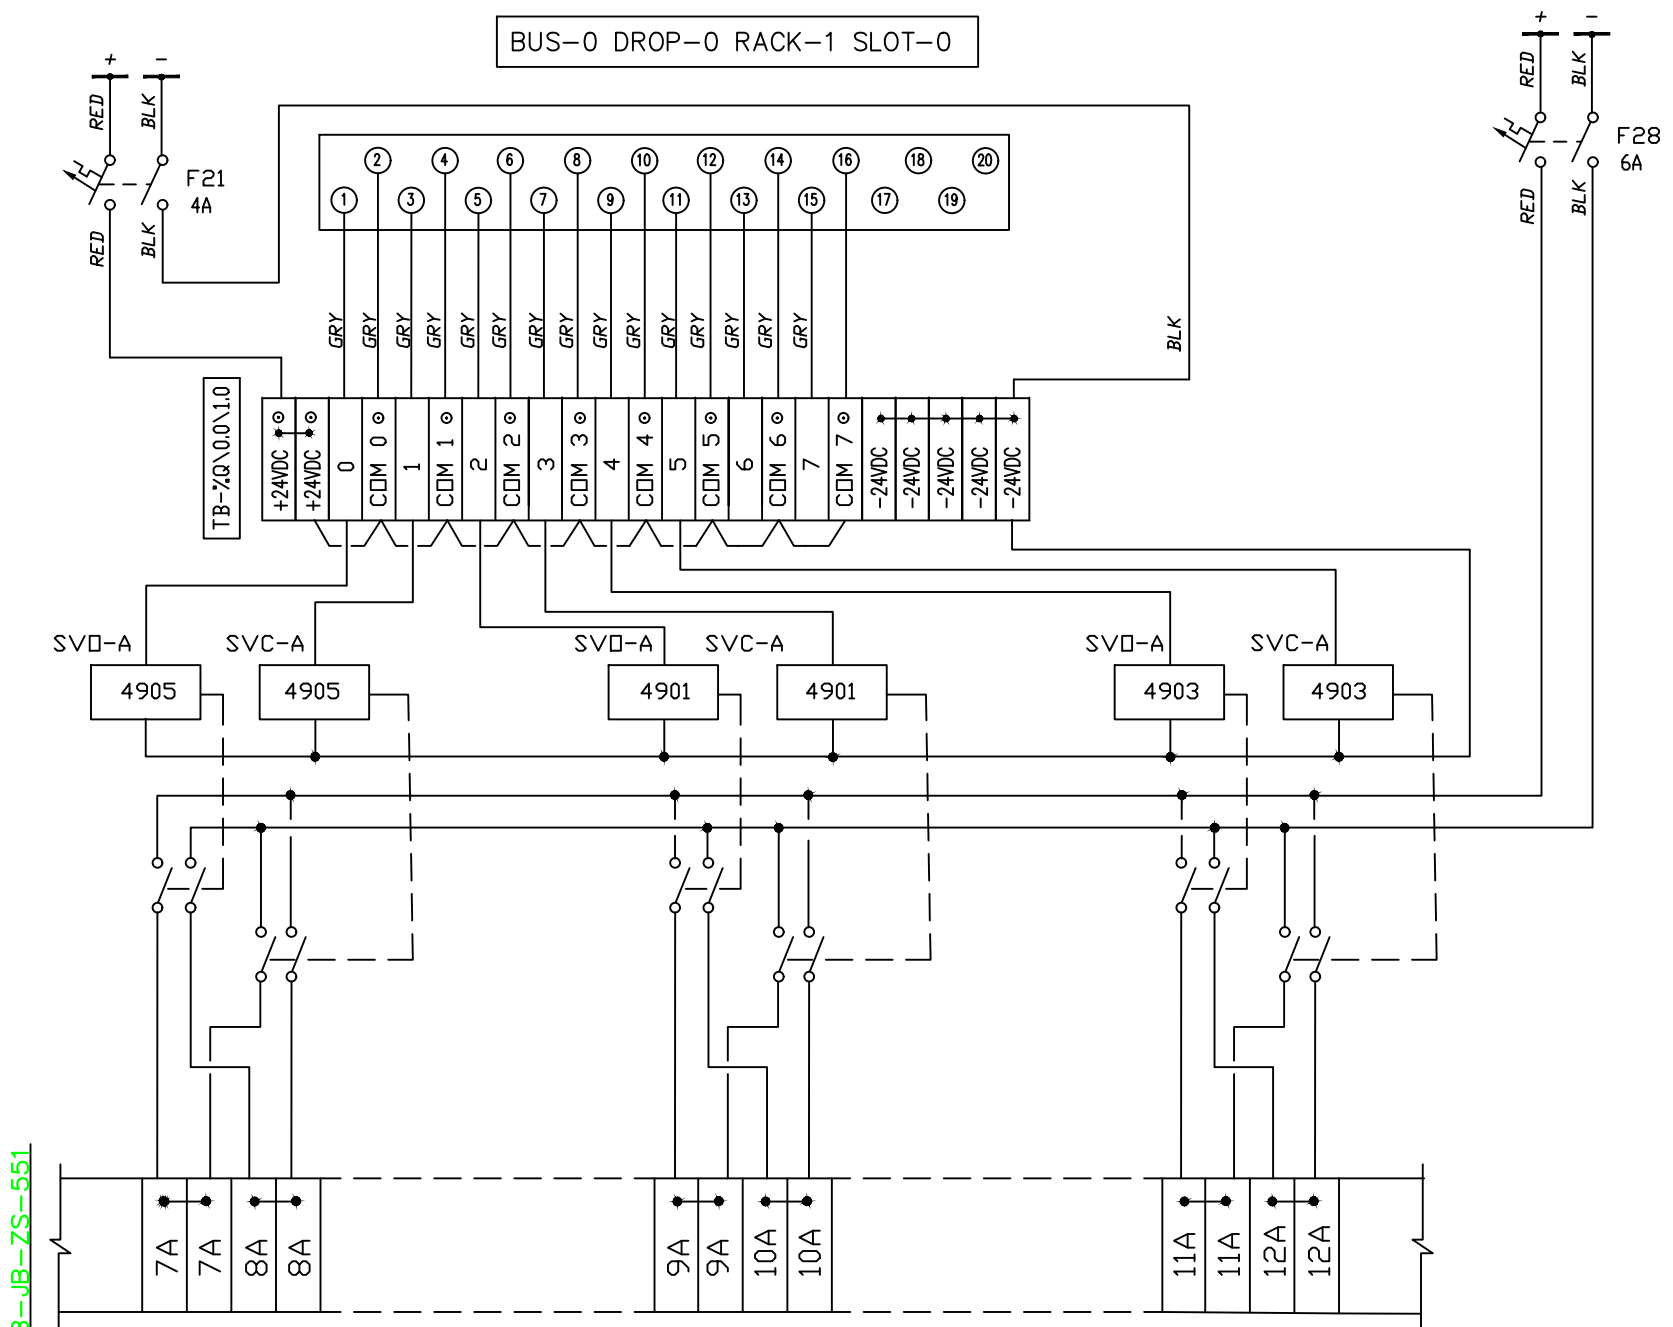 BUS-0 DROP-0 RACK-1 SLOT-0
+ -
RED BLK
F21
4A
RED BLK
+ -
RED BLK
F28
6A
RED BLK
2 4 6 8 10 12 14 16 18 20
1 3 5 7 9 11 13 15 17 19
GRY GRY GRY GRY GRY GRY GRY GRY GRY GRY GRY GRY GRY GRY GRY
BLK
TB-%Q\0.0\1.0
+24VDC +24VDC 0 COM 0 1 COM 1 2 COM 2 3 COM 3 4 COM 4 5 COM 5 6 COM 6 7 COM 7 -24VDC -24VDC -24VDC -24VDC -24VDC
SVO-A SVC-A SVO-A SVC-A SVO-A SVC-A
4905 4905 4901 4901 4903 4903
-JB-ZS-551
7A 7A 8A 8A 9A 9A 10A 10A 11A 11A 12A 12A